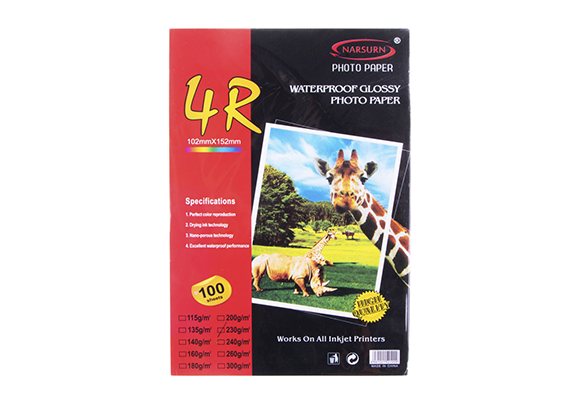 NARSURN ®
PHOTO PAPER
WATERPROOF GLOSSY
PHOTO PAPER
4R
102mmX152mm
Specifications
1. Perfect color reproduction
2. Drying ink technology
3. Nano-porous technology
4. Excellent waterproof performance
100
sheets
HIGH
QUALITY
115g/m² 200g/m²
135g/m² 230g/m²
140g/m² 240g/m²
160g/m² 260g/m²
180g/m² 300g/m²
Works On All Inkjet Printers
MADE IN CHINA